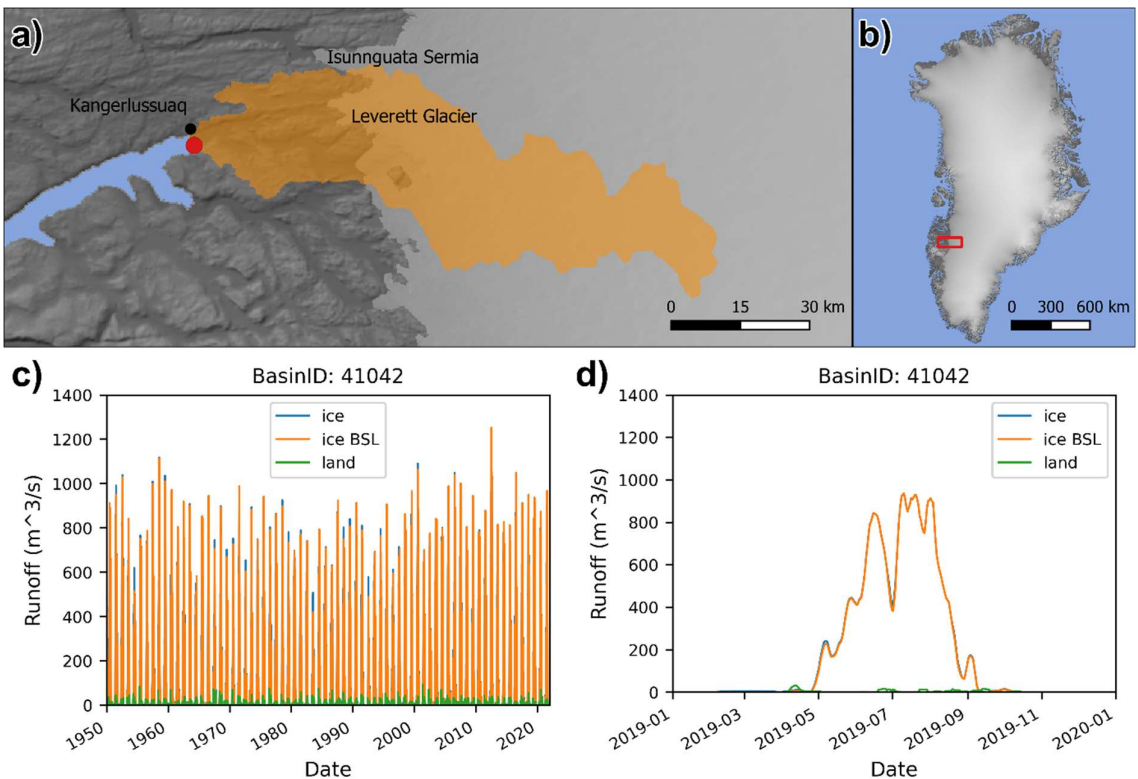 a)
Isunnguata Sermia
Kangerlussuaq
Leverett Glacier
0 15 30 km
b)
0 300 600 km
c)
BasinID: 41042
1400
1200
1000
800
600
400
200
0
Runoff (m^3/s)
ice
ice BSL
land
1950 1960 1970 1980 1990 2000 2010 2020
Date
d)
BasinID: 41042
1400
1200
1000
800
600
400
200
0
Runoff (m^3/s)
ice
ice BSL
land
2019-01 2019-03 2019-05 2019-07 2019-09 2019-11 2020-01
Date